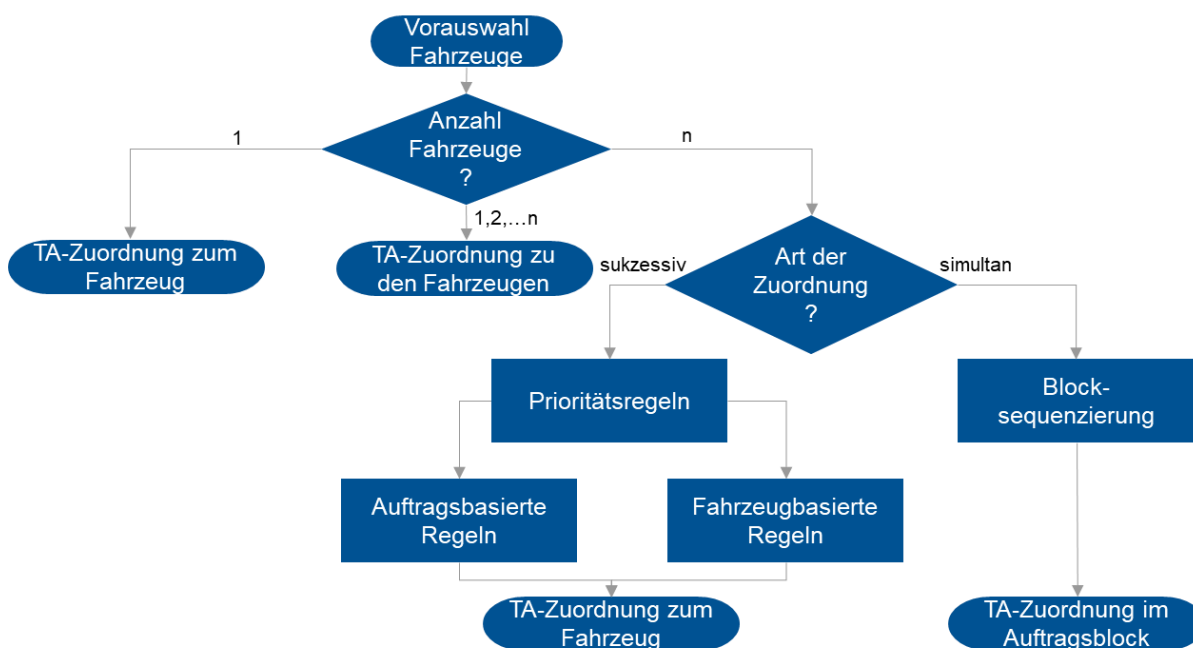 Vorauswahl
Fahrzeuge
Anzahl
Fahrzeuge
?
1
n
1,2,…n
TA-Zuordnung zum
Fahrzeug
TA-Zuordnung zu
den Fahrzeugen
sukzessiv
Art der
Zuordnung
?
simultan
Prioritätsregeln
Block-
sequenzierung
Auftragsbasierte
Regeln
Fahrzeugbasierte
Regeln
TA-Zuordnung zum
Fahrzeug
TA-Zuordnung im
Auftragsblock